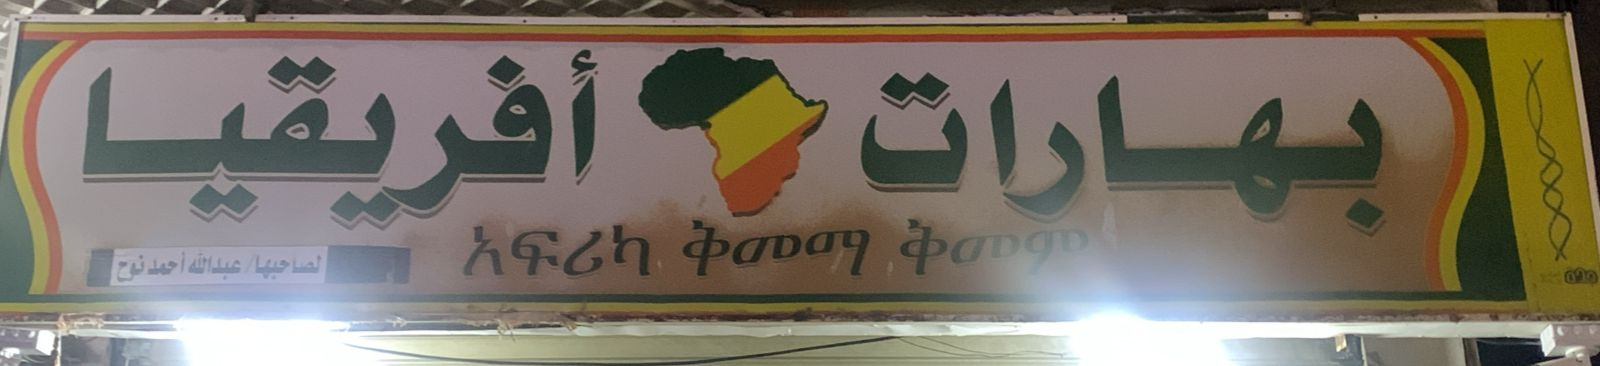 بهارات أفريقيا
አፍሪካ ቅመማ ቅመም
لصاحبها/ عبدالله أحمد نوح